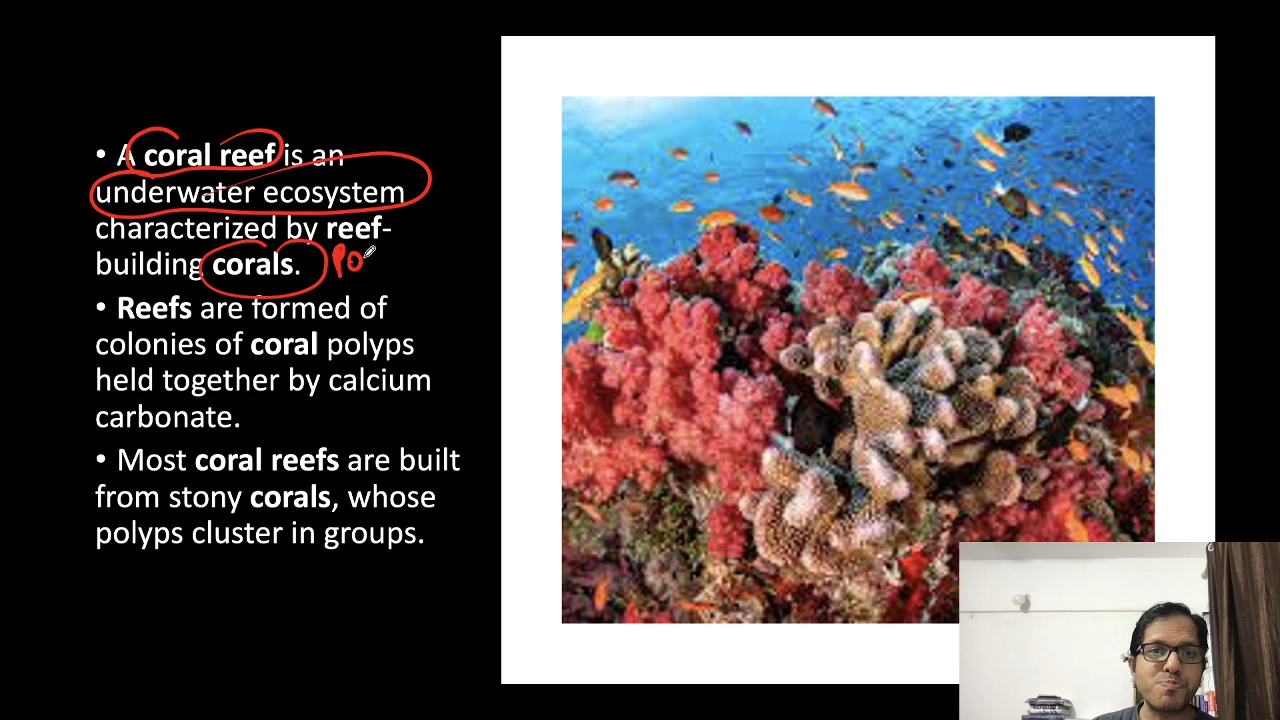 • A coral reef is an
underwater ecosystem
characterized by reef-
building corals. Po
• Reefs are formed of
colonies of coral polyps
held together by calcium
carbonate.
• Most coral reefs are built
from stony corals, whose
polyps cluster in groups.